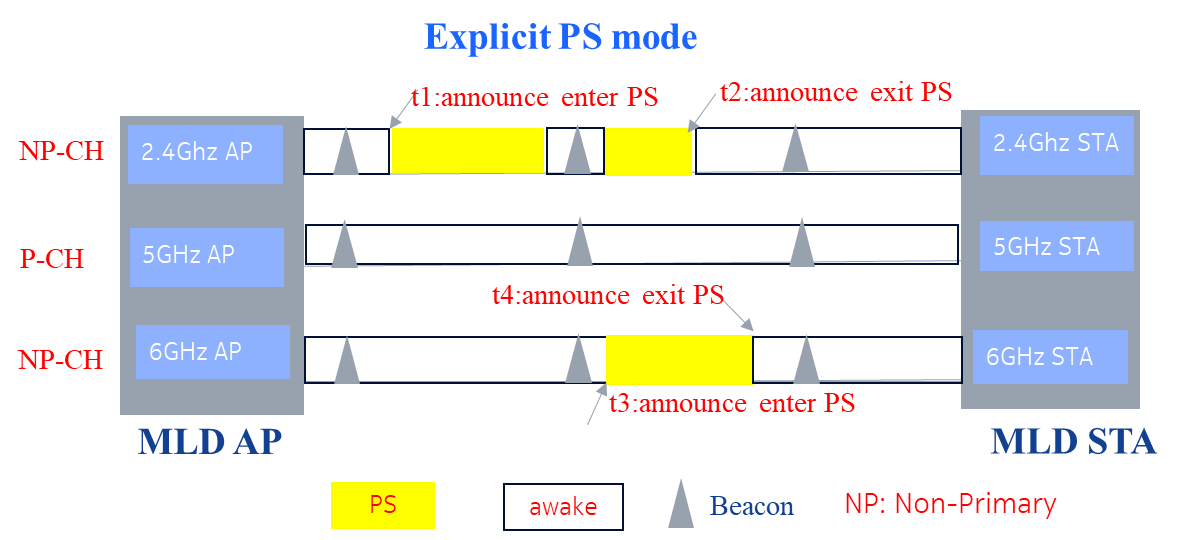 Explicit PS mode
t1:announce enter PS
t2:announce exit PS
NP-CH
2.4Ghz AP
2.4Ghz STA
P-CH
5GHz AP
5GHz STA
t4:announce exit PS
NP-CH
6GHz AP
6GHz STA
t3:announce enter PS
MLD AP
MLD STA
PS
awake
Beacon
NP: Non-Primary